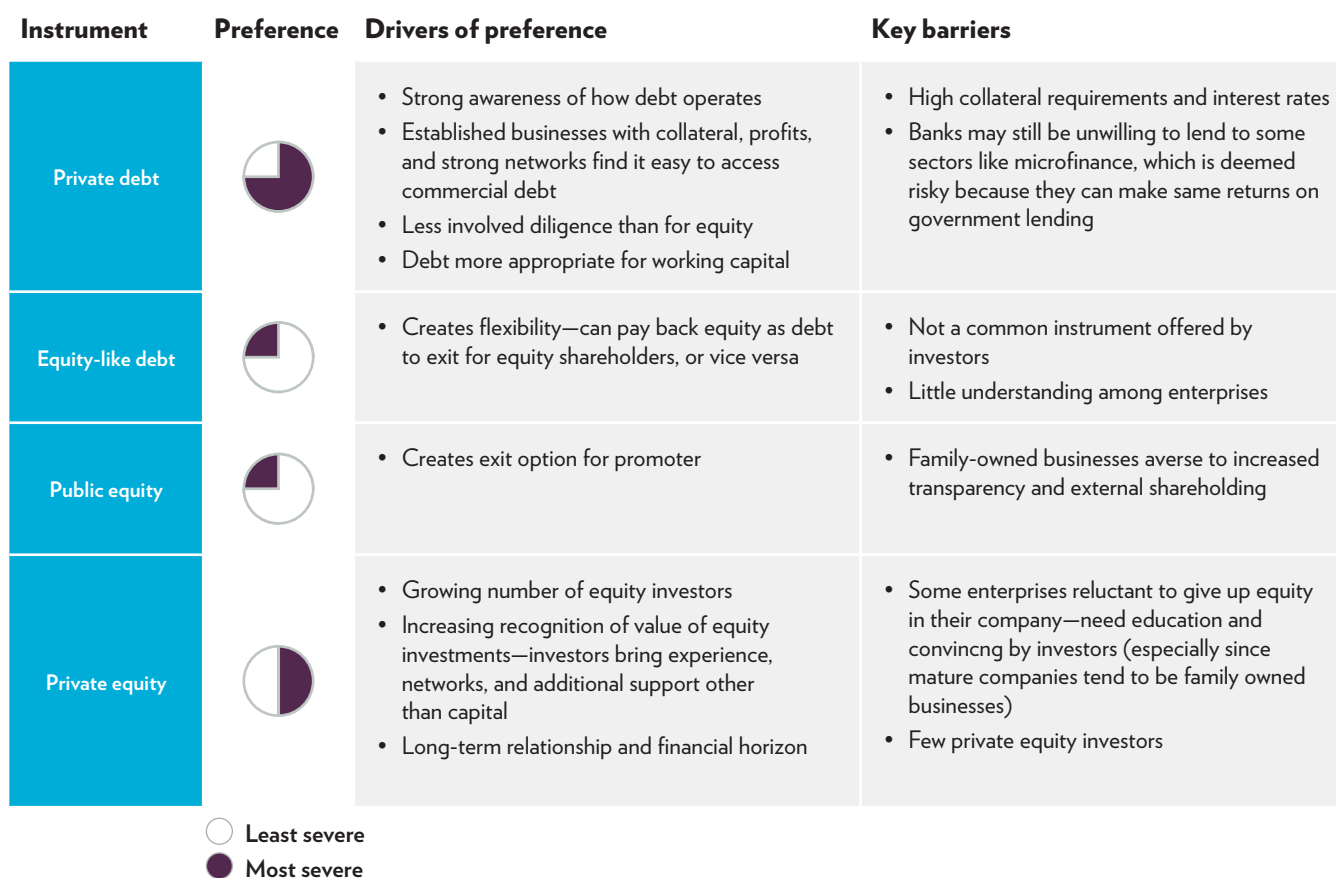 Instrument Preference Drivers of preference Key barriers
Private debt
• Strong awareness of how debt operates
• Established businesses with collateral, profits,
and strong networks find it easy to access
commercial debt
• Less involved diligence than for equity
• Debt more appropriate for working capital
• High collateral requirements and interest rates
• Banks may still be unwilling to lend to some
sectors like microfinance, which is deemed
risky because they can make same returns on
government lending
Equity-like debt
• Creates flexibility—can pay back equity as debt
to exit for equity shareholders, or vice versa
• Not a common instrument offered by
investors
• Little understanding among enterprises
Public equity
• Creates exit option for promoter
• Family-owned businesses averse to increased
transparency and external shareholding
Private equity
• Growing number of equity investors
• Increasing recognition of value of equity
investments—investors bring experience,
networks, and additional support other
than capital
• Long-term relationship and financial horizon
• Some enterprises reluctant to give up equity
in their company—need education and
convincng by investors (especially since
mature companies tend to be family owned
businesses)
• Few private equity investors
Least severe
Most severe